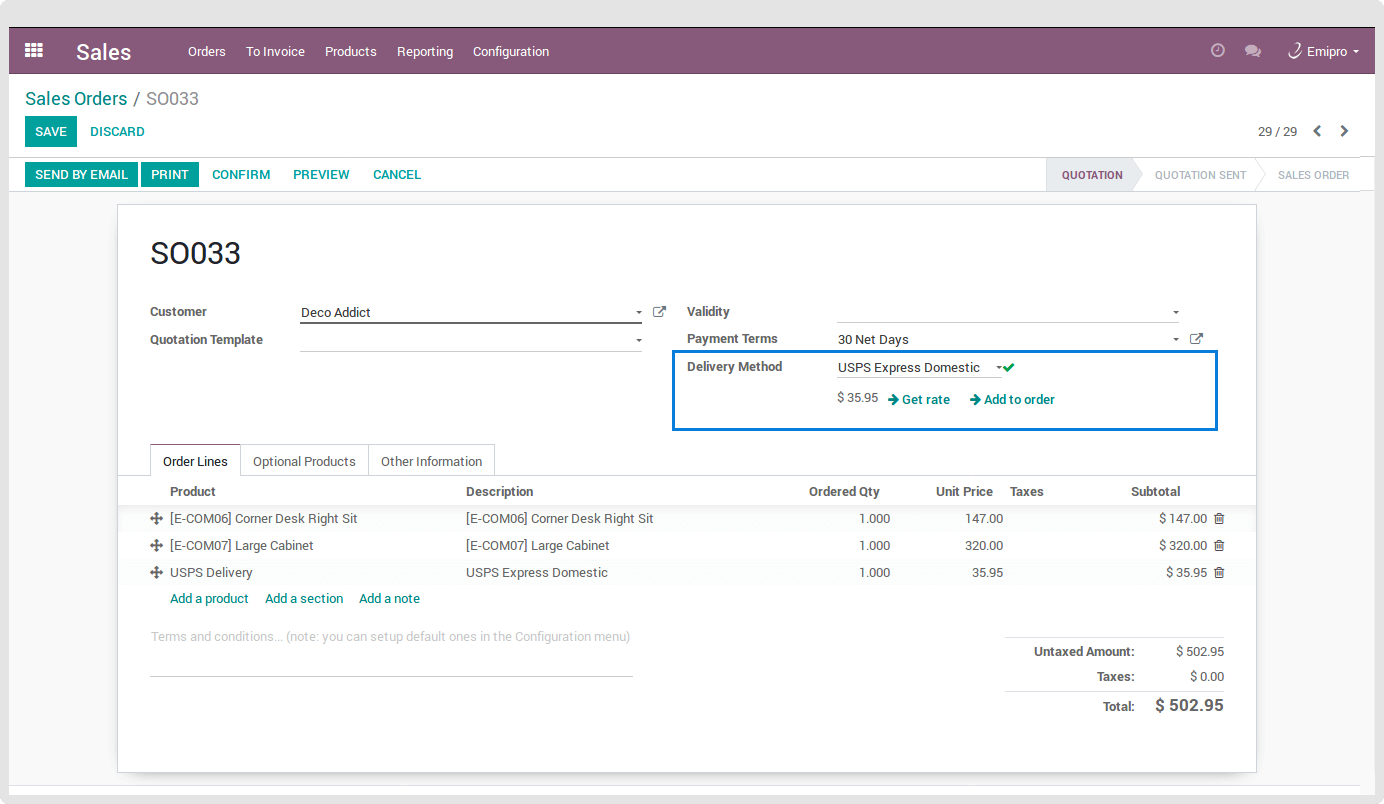 Sales Orders To Invoice Products Reporting Configuration Emipro
Sales Orders / SO033
SAVE DISCARD 29 / 29
SEND BY EMAIL PRINT CONFIRM PREVIEW CANCEL QUOTATION QUOTATION SENT SALES ORDER
SO033
Customer Deco Addict Validity
Quotation Template Payment Terms 30 Net Days
Delivery Method USPS Express Domestic
$ 35.95 Get rate Add to order
Order Lines Optional Products Other Information
Product Description Ordered Qty Unit Price Taxes Subtotal
[E-COM06] Corner Desk Right Sit [E-COM06] Corner Desk Right Sit 1.000 147.00 $ 147.00
[E-COM07] Large Cabinet [E-COM07] Large Cabinet 1.000 320.00 $ 320.00
USPS Delivery USPS Express Domestic 1.000 35.95 $ 35.95
Add a product Add a section Add a note
Terms and conditions... (note: you can setup default ones in the Configuration menu)
Untaxed Amount: $ 502.95
Taxes: $ 0.00
Total: $ 502.95